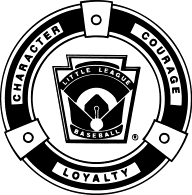 CHARACTER
COURAGE
LOYALTY
LITTLE LEAGUE
BASEBALL
®